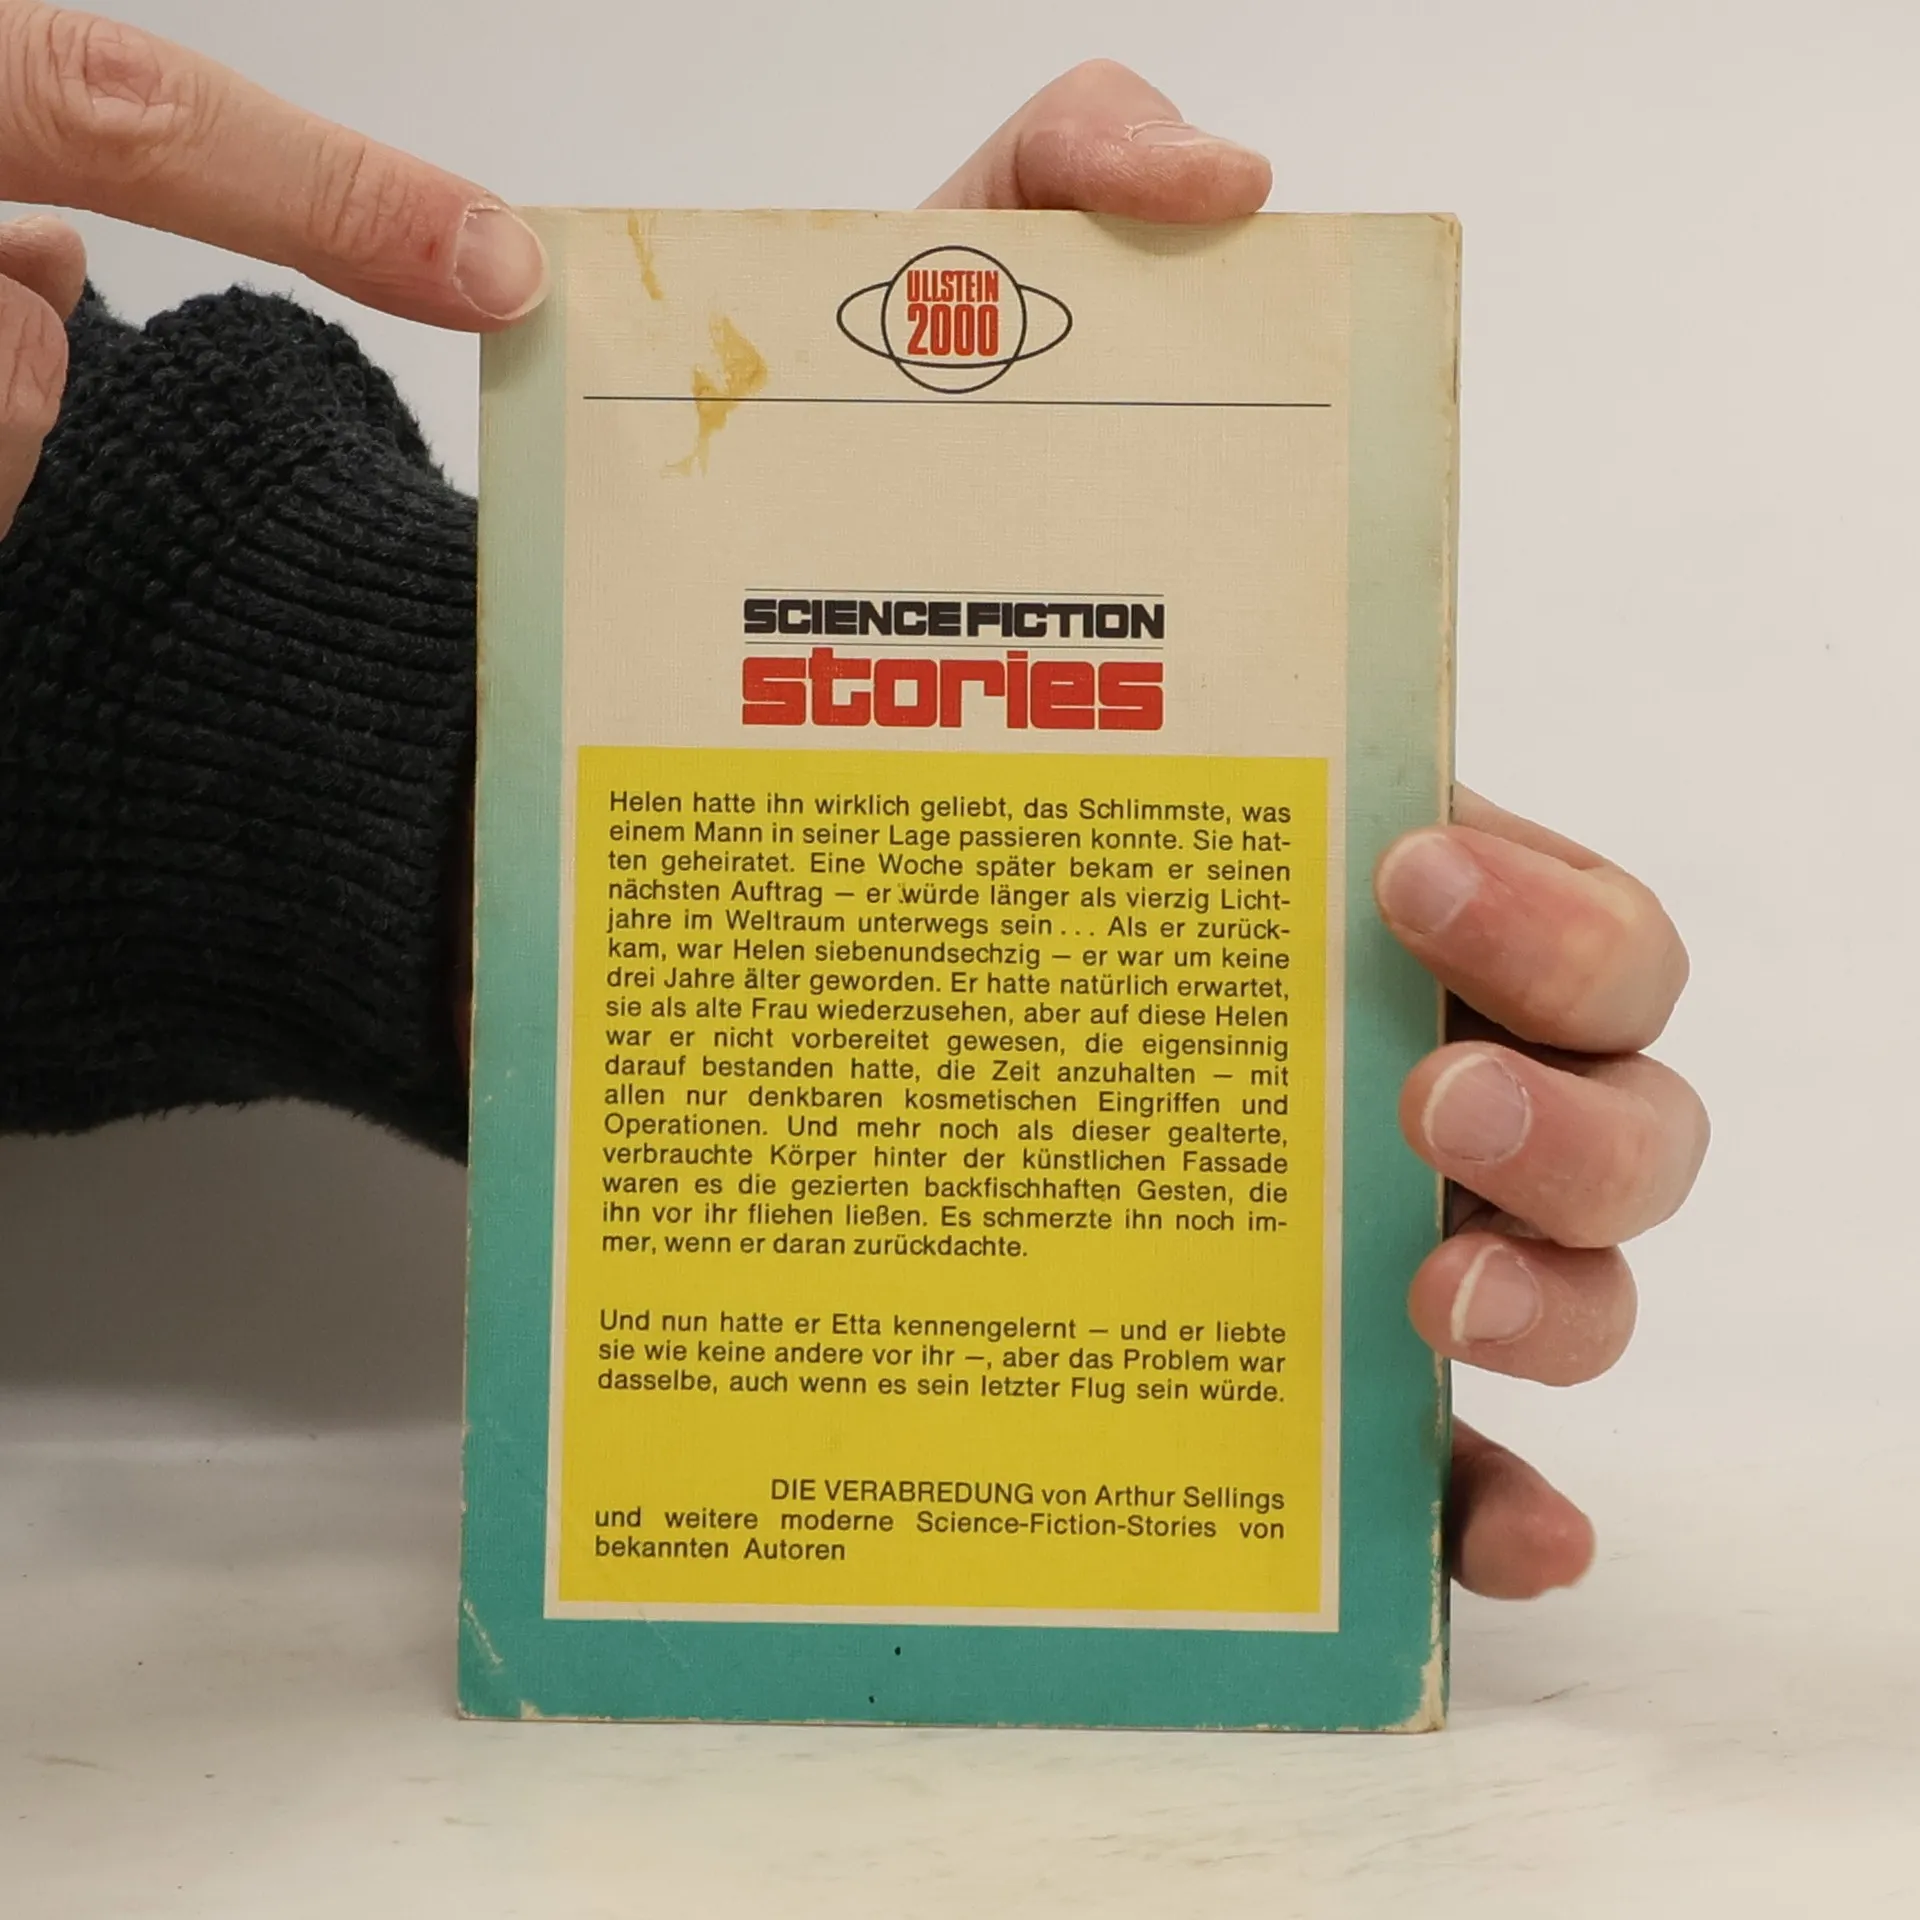 ULLSTEIN
2000
SCIENCE FICTION
stories
Helen hatte ihn wirklich geliebt, das Schlimmste, was
einem Mann in seiner Lage passieren konnte. Sie hat-
ten geheiratet. Eine Woche später bekam er seinen
nächsten Auftrag — er würde länger als vierzig Licht-
jahre im Weltraum unterwegs sein... Als er zurück-
kam, war Helen siebenundsechzig — er war um keine
drei Jahre älter geworden. Er hatte natürlich erwartet,
sie als alte Frau wiederzusehen, aber auf diese Helen
war er nicht vorbereitet gewesen, die eigensinnig
darauf bestanden hatte, die Zeit anzuhalten — mit
allen nur denkbaren kosmetischen Eingriffen und
Operationen. Und mehr noch als dieser gealterte,
verbrauchte Körper hinter der künstlichen Fassade
waren es die gezierten backfischhaften Gesten, die
ihn vor ihr fliehen ließen. Es schmerzte ihn noch im-
mer, wenn er daran zurückdachte.
Und nun hatte er Etta kennengelernt — und er liebte
sie wie keine andere vor ihr —, aber das Problem war
dasselbe, auch wenn es sein letzter Flug sein würde.
DIE VERABREDUNG von Arthur Sellings
und weitere moderne Science-Fiction-Stories von
bekannten Autoren